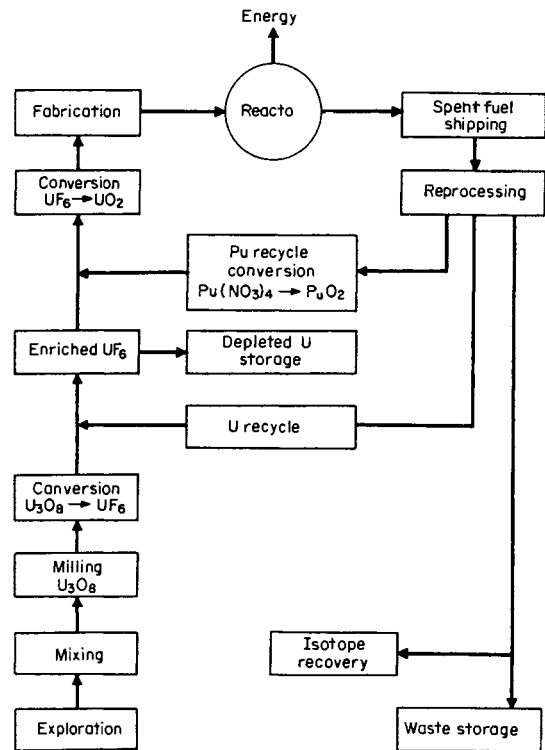 Energy
Fabrication
Reacto
Spent fuel
shipping
Conversion
UF₆→UO₂
Reprocessing
Pu recycle
conversion
Pu(NO₃)₄ → PuO₂
Enriched UF₆
Depleted U
storage
U recycle
Conversion
U₃O₈ → UF₆
Milling
U₃O₈
Mixing
Isotope
recovery
Exploration
Waste storage